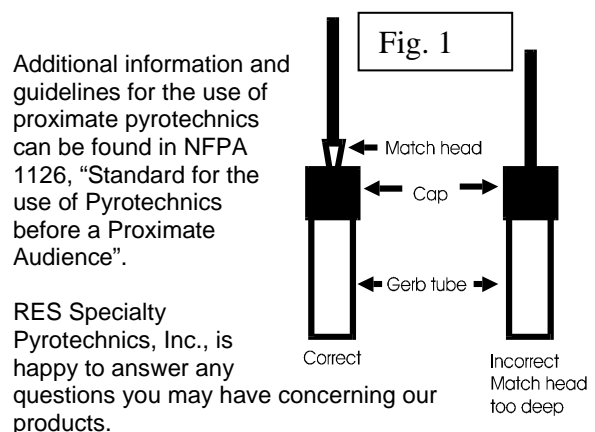 Additional information and
guidelines for the use of
proximate pyrotechnics
can be found in NFPA
1126, “Standard for the
use of Pyrotechnics
before a Proximate
Audience”.
RES Specialty
Pyrotechnics, Inc., is
happy to answer any
questions you may have concerning our
products.
Fig. 1
Match head
Cap
Gerb tube
Correct
Incorrect
Match head
too deep